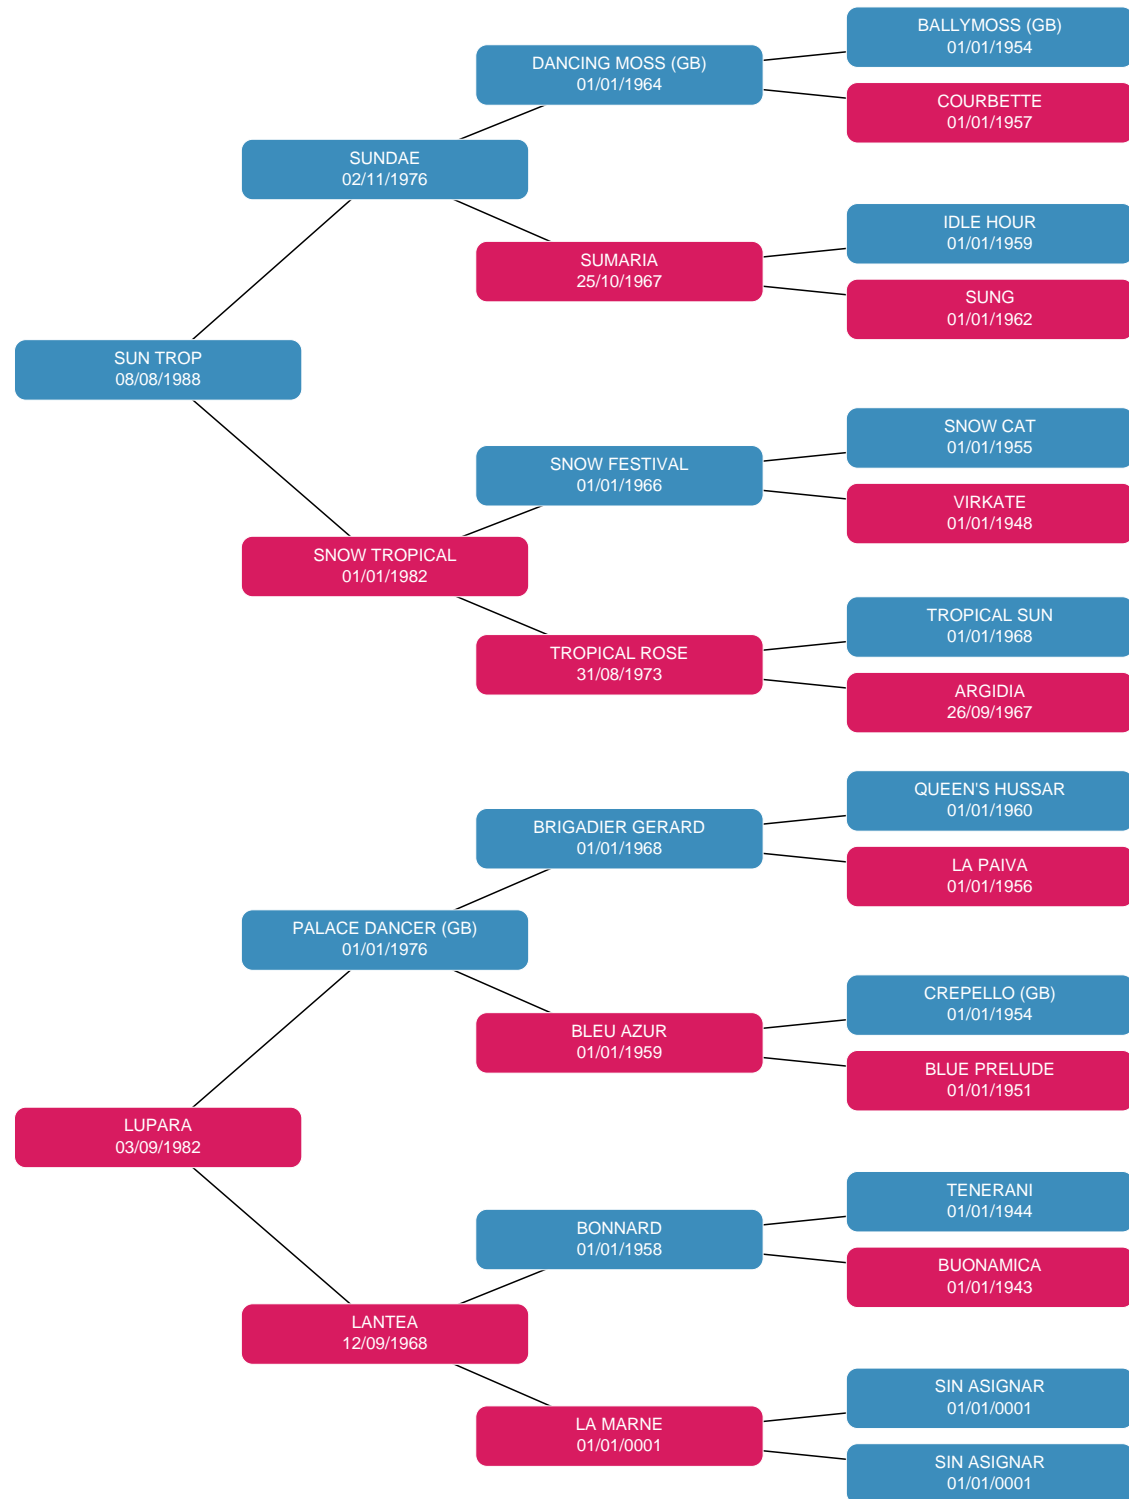 BALLYMOSS (GB)
01/01/1954
DANCING MOSS (GB)
01/01/1964
COURBETTE
01/01/1957
SUNDAE
02/11/1976
IDLE HOUR
01/01/1959
SUMARIA
25/10/1967
SUNG
01/01/1962
SUN TROP
08/08/1988
SNOW CAT
01/01/1955
SNOW FESTIVAL
01/01/1966
VIRKATE
01/01/1948
SNOW TROPICAL
01/01/1982
TROPICAL SUN
01/01/1968
TROPICAL ROSE
31/08/1973
ARGIDIA
26/09/1967
QUEEN'S HUSSAR
01/01/1960
BRIGADIER GERARD
01/01/1968
LA PAIVA
01/01/1956
PALACE DANCER (GB)
01/01/1976
CREPELLO (GB)
01/01/1954
BLEU AZUR
01/01/1959
BLUE PRELUDE
01/01/1951
LUPARA
03/09/1982
TENERANI
01/01/1944
BONNARD
01/01/1958
BUONAMICA
01/01/1943
LANTEA
12/09/1968
SIN ASIGNAR
01/01/0001
LA MARNE
01/01/0001
SIN ASIGNAR
01/01/0001